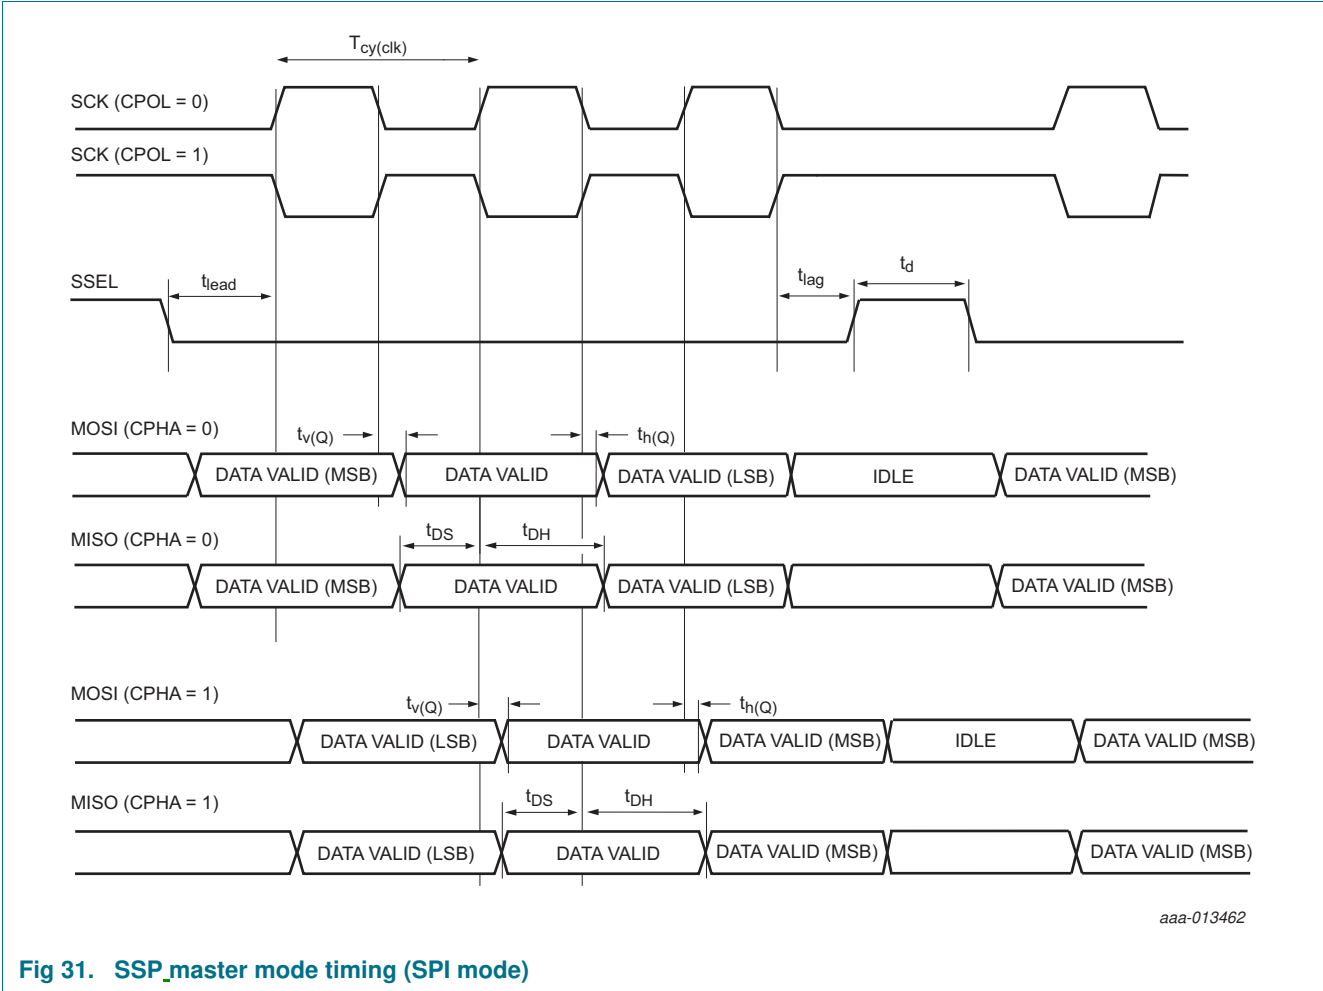 Tcy(clk)
SCK (CPOL = 0)
SCK (CPOL = 1)
SSEL
tlead
tlag
td
MOSI (CPHA = 0)
tv(Q)
th(Q)
DATA VALID (MSB)
DATA VALID
DATA VALID (LSB)
IDLE
DATA VALID (MSB)
MISO (CPHA = 0)
tDS
tDH
DATA VALID (MSB)
DATA VALID
DATA VALID (LSB)
DATA VALID (MSB)
MOSI (CPHA = 1)
tv(Q)
th(Q)
DATA VALID (LSB)
DATA VALID
DATA VALID (MSB)
IDLE
DATA VALID (MSB)
MISO (CPHA = 1)
tDS
tDH
DATA VALID (LSB)
DATA VALID
DATA VALID (MSB)
DATA VALID (MSB)
aaa-013462
Fig 31. SSP master mode timing (SPI mode)